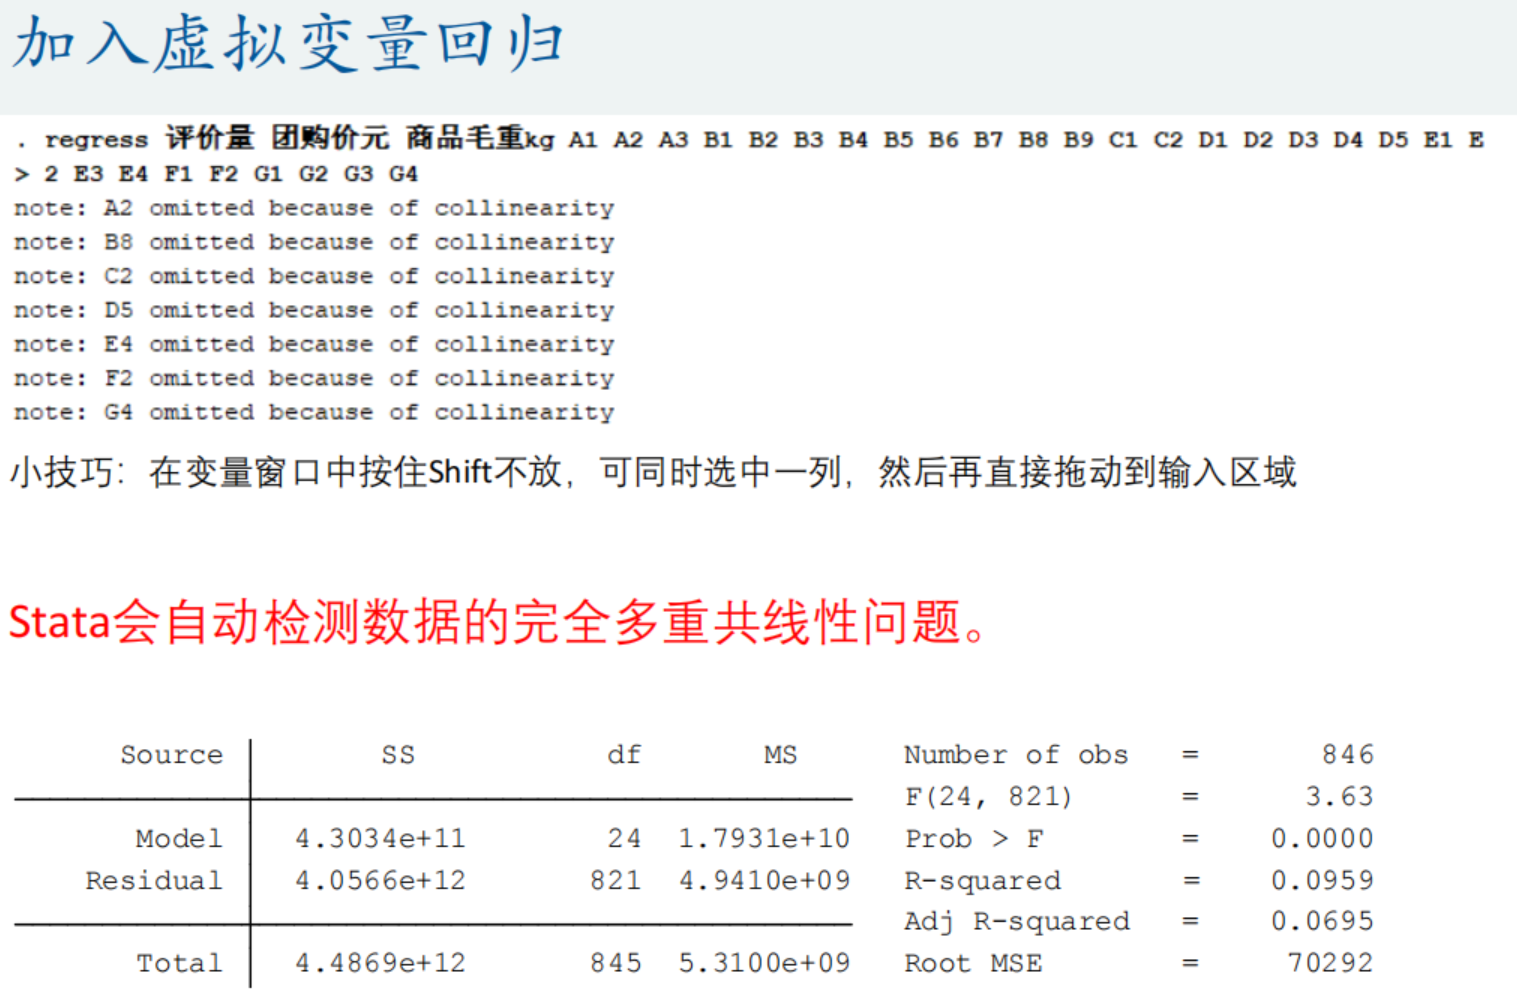 加入虚拟变量回归
. regress 评价量 团购价元 商品毛重kg A1 A2 A3 B1 B2 B3 B4 B5 B6 B7 B8 B9 C1 C2 D1 D2 D3 D4 D5 E1 E
> 2 E3 E4 F1 F2 G1 G2 G3 G4
note: A2 omitted because of collinearity
note: B8 omitted because of collinearity
note: C2 omitted because of collinearity
note: D5 omitted because of collinearity
note: E4 omitted because of collinearity
note: F2 omitted because of collinearity
note: G4 omitted because of collinearity
小技巧：在变量窗口中按住Shift不放，可同时选中一列，然后再直接拖动到输入区域
Stata会自动检测数据的完全多重共线性问题。
Source SS df MS Number of obs = 846
F(24, 821) = 3.63
Model 4.3034e+11 24 1.7931e+10 Prob > F = 0.0000
Residual 4.0566e+12 821 4.9410e+09 R-squared = 0.0959
Adj R-squared = 0.0695
Total 4.4869e+12 845 5.3100e+09 Root MSE = 70292